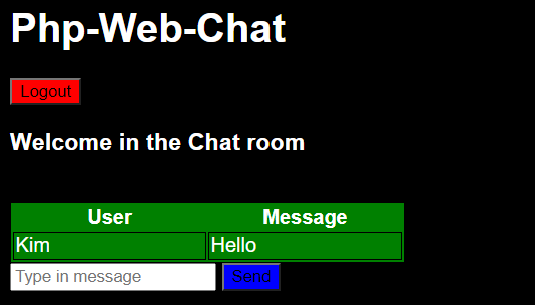 Php-Web-Chat
Logout
Welcome in the Chat room
User Message
Kim Hello
Type in message Send